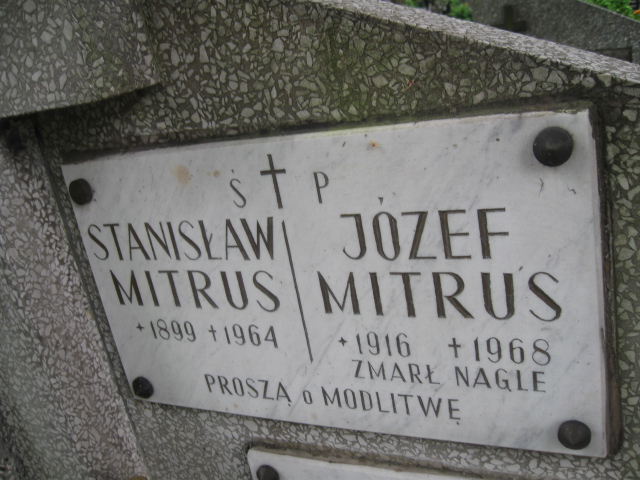 Ś † P
STANISŁAW
MITRUS
*1899 †1964
JÓZEF
MITRUS
*1916 †1968
ZMARŁ NAGLE
PROSZĄ o MODLITWĘ